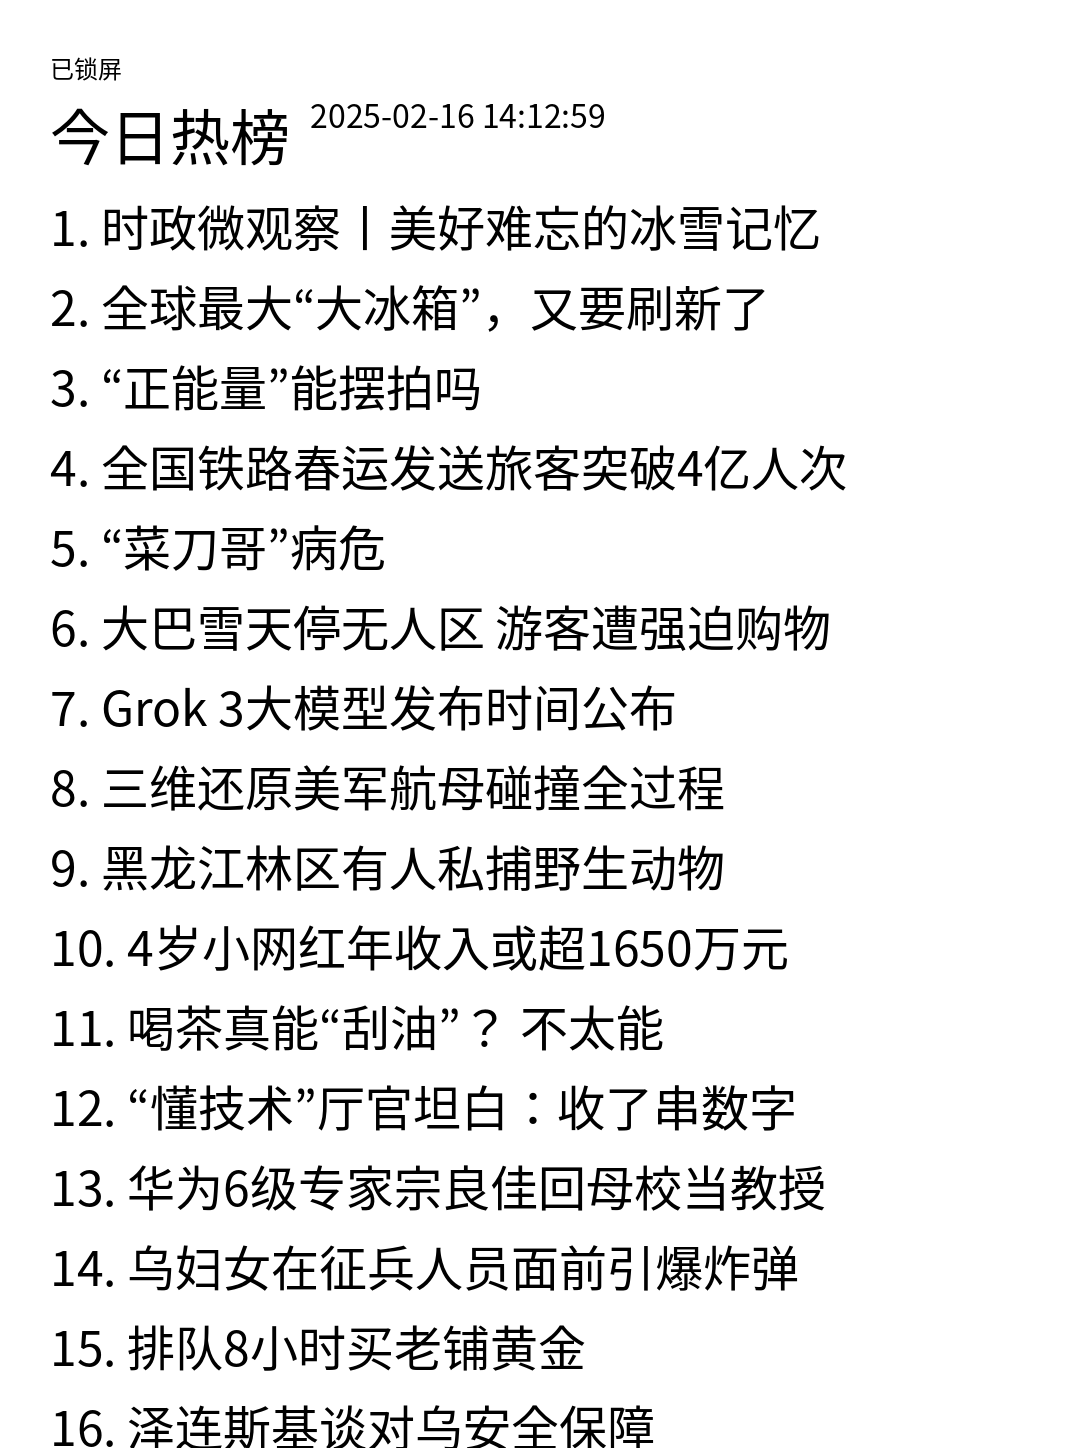 已锁屏
今日热榜 2025-02-16 14:12:59
1. 时政微观察丨美好难忘的冰雪记忆
2. 全球最大“大冰箱”，又要刷新了
3. “正能量”能摆拍吗
4. 全国铁路春运发送旅客突破4亿人次
5. “菜刀哥”病危
6. 大巴雪天停无人区 游客遭强迫购物
7. Grok 3大模型发布时间公布
8. 三维还原美军航母碰撞全过程
9. 黑龙江林区有人私捕野生动物
10. 4岁小网红年收入或超1650万元
11. 喝茶真能“刮油”？不太能
12. “懂技术”厅官坦白：收了串数字
13. 华为6级专家宗良佳回母校当教授
14. 乌妇女在征兵人员面前引爆炸弹
15. 排队8小时买老铺黄金
16. 泽连斯基谈对乌安全保障